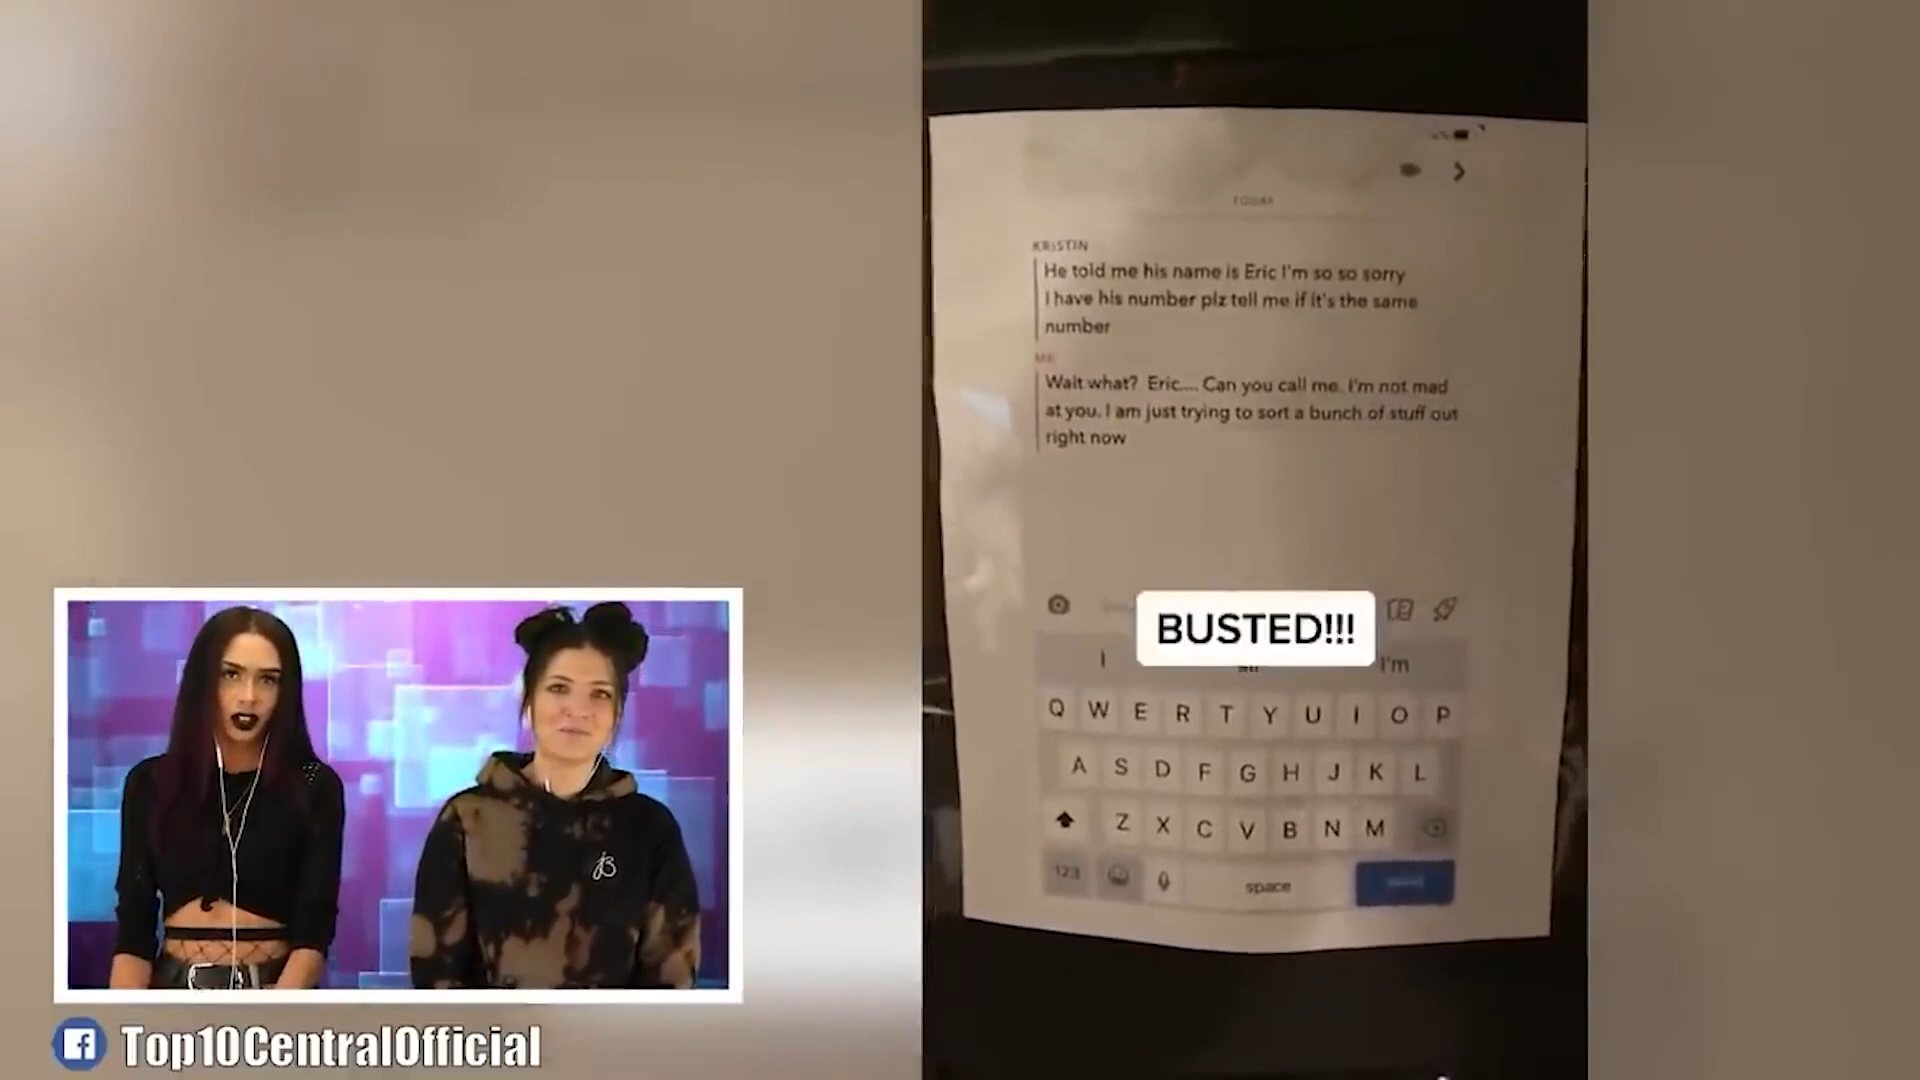 TODAY
KRISTIN
He told me his name is Eric I'm so so sorry
I have his number plz tell me if it's the same
number
ME
Wait what? Eric.... Can you call me. I'm not mad
at you. I am just trying to sort a bunch of stuff out
right now
BUSTED!!!
I
I'm
Q W E R T Y U I O P
A S D F G H J K L
Z X C V B N M
123
space
jB
Top10CentralOfficial